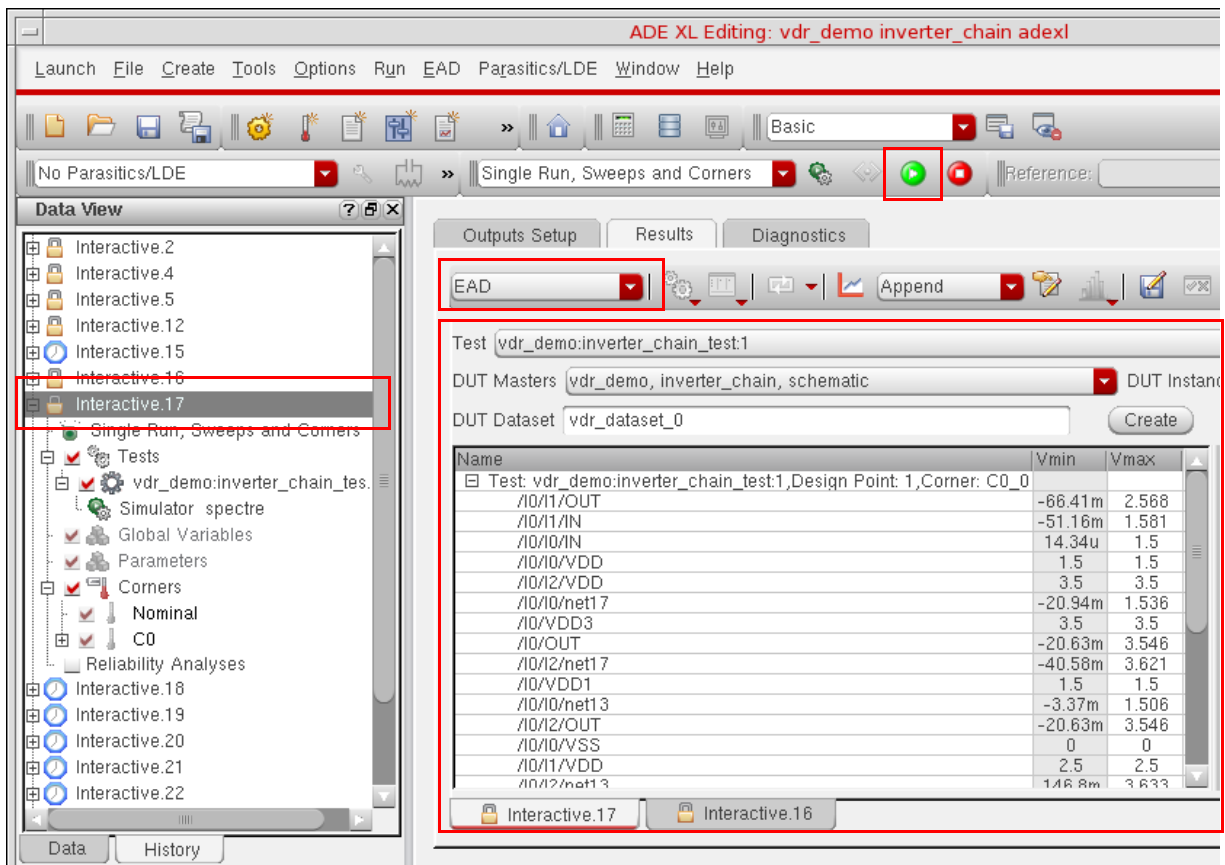 ADE XL Editing: vdr_demo inverter_chain adexl
Launch File Create Tools Options Run EAD Parasitics/LDE Window Help
» Basic
No Parasitics/LDE » Single Run, Sweeps and Corners Reference:
Data View
Interactive.2
Interactive.4
Interactive.5
Interactive.12
Interactive.15
Interactive.16
Interactive.17
Single Run, Sweeps and Corners
Tests
vdr_demo:inverter_chain_tes.
Simulator spectre
Global Variables
Parameters
Corners
Nominal
C0
Reliability Analyses
Interactive.18
Interactive.19
Interactive.20
Interactive.21
Interactive.22
Data History
Outputs Setup Results Diagnostics
EAD Append
Test vdr_demo:inverter_chain_test:1
DUT Masters vdr_demo, inverter_chain, schematic DUT Instanc
DUT Dataset vdr_dataset_0 Create
Name Vmin Vmax
Test: vdr_demo:inverter_chain_test:1,Design Point: 1,Corner: C0_0
/I0/I1/OUT -66.41m 2.568
/I0/I1/IN -51.16m 1.581
/I0/I0/IN 14.34u 1.5
/I0/I0/VDD 1.5 1.5
/I0/I2/VDD 3.5 3.5
/I0/I0/net17 -20.94m 1.536
/I0/VDD3 3.5 3.5
/I0/OUT -20.63m 3.546
/I0/I2/net17 -40.58m 3.621
/I0/VDD1 1.5 1.5
/I0/I0/net13 -3.37m 1.506
/I0/I2/OUT -20.63m 3.546
/I0/I0/VSS 0 0
/I0/I1/VDD 2.5 2.5
/I0/I2/net13 146.8m 3.633
Interactive.17 Interactive.16